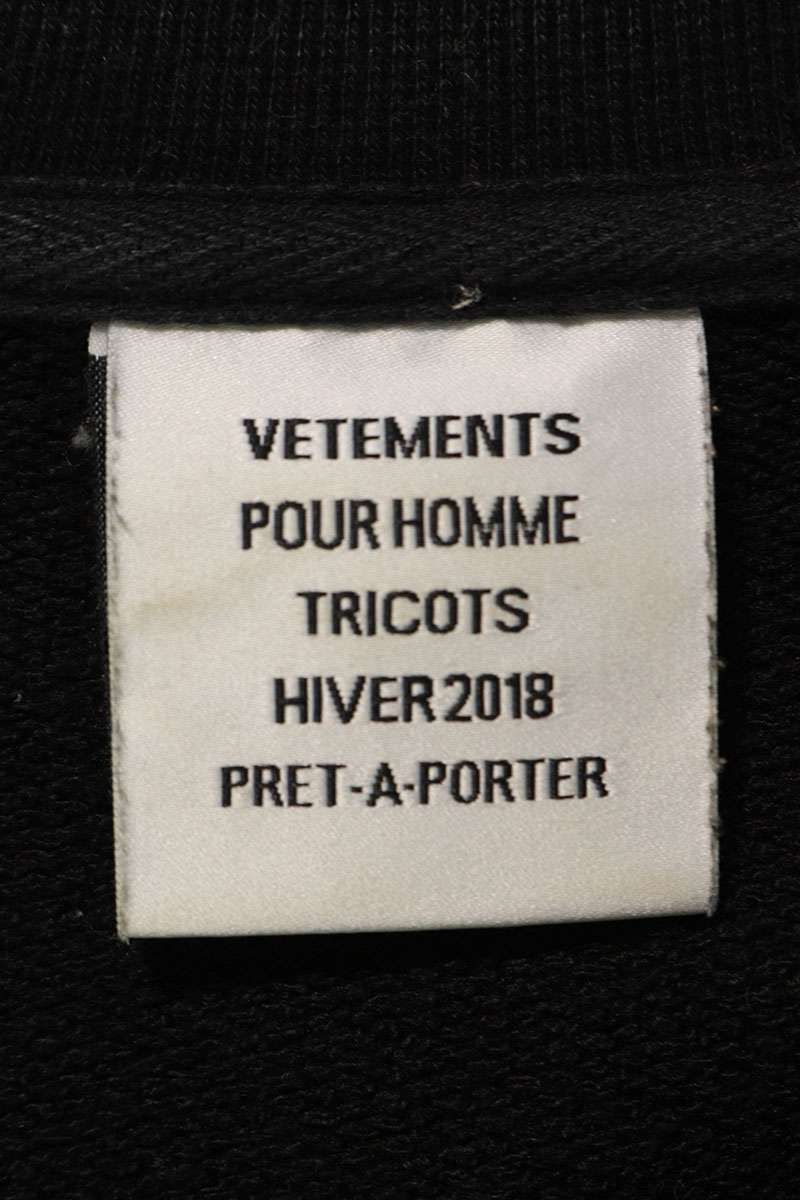 VETEMENTS
POUR HOMME
TRICOTS
HIVER 2018
PRET-A-PORTER